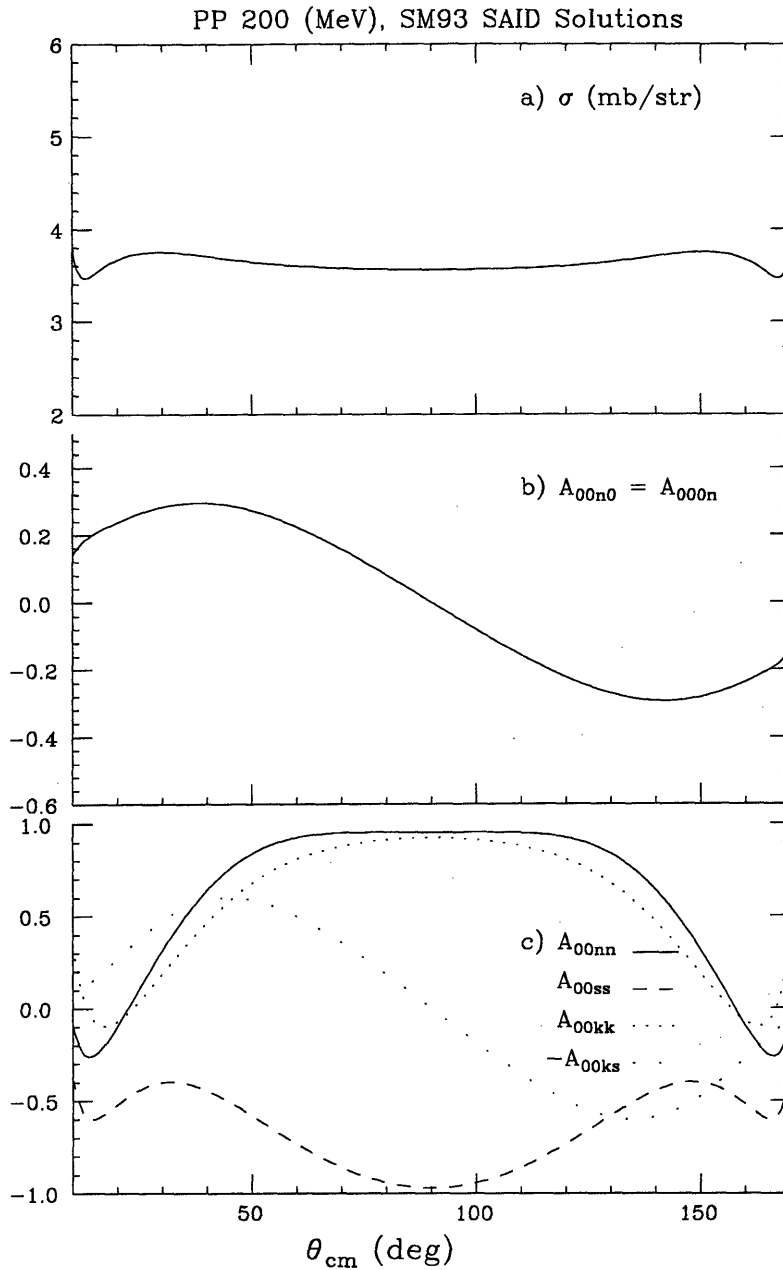 PP 200 (MeV), SM93 SAID Solutions
6
a) σ (mb/str)
5
4
3
2
0.4
b) A00n0 = A000n
0.2
0.0
−0.2
−0.4
−0.6
1.0
0.5
c) A00nn
A00ss
0.0
A00kk
−A00ks
−0.5
−1.0
50 100 150
θcm (deg)